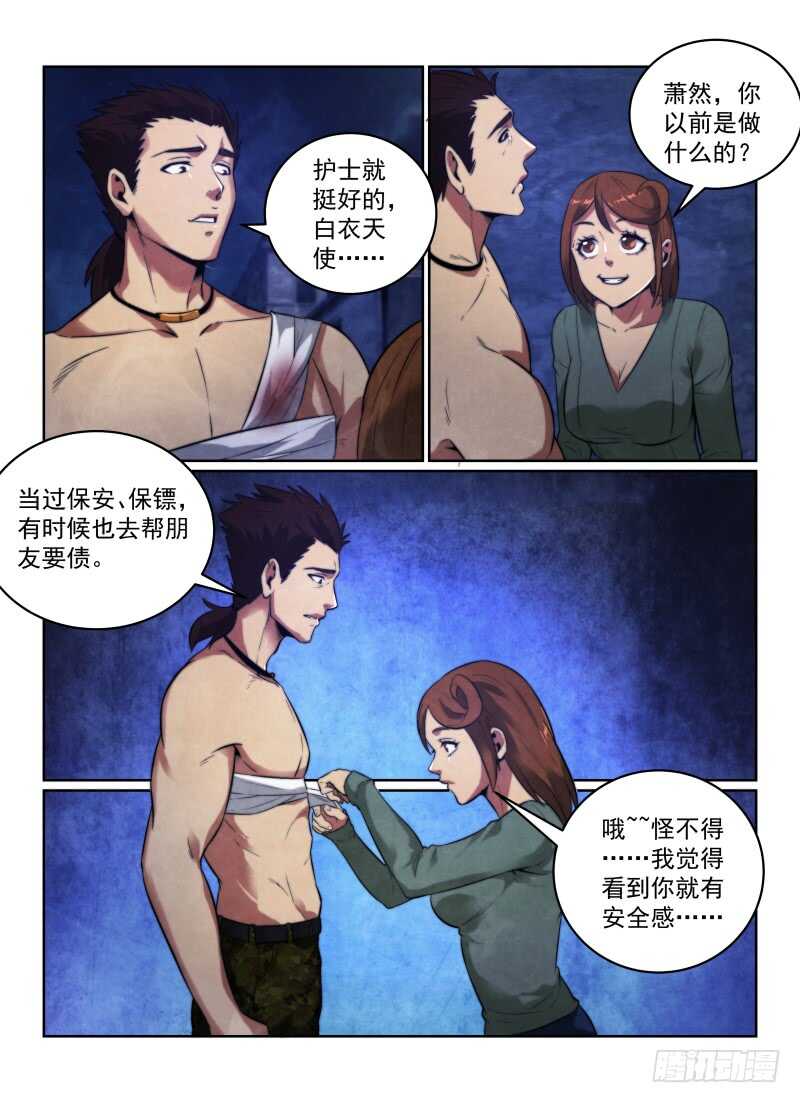 护士就
挺好的，
白衣天
使……
萧然，你
以前是做
什么的？
当过保安、保镖，
有时候也去帮朋
友要债。
哦~~怪不得
……我觉得
看到你就有
安全感……
腾讯动漫